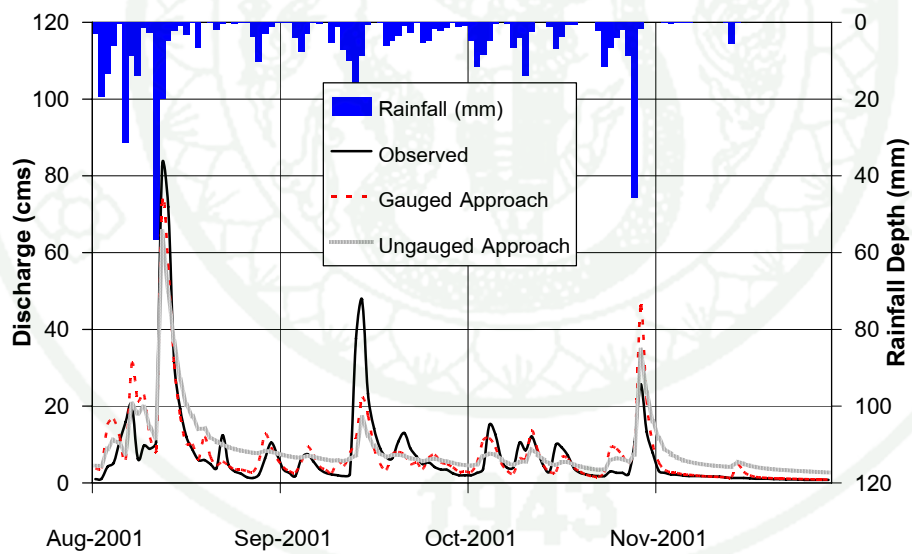 120
100
80
60
40
20
0
Discharge (cms)
0
20
40
60
80
100
120
Rainfall Depth (mm)
Rainfall (mm)
Observed
Gauged Approach
Ungauged Approach
Aug-2001
Sep-2001
Oct-2001
Nov-2001
1943